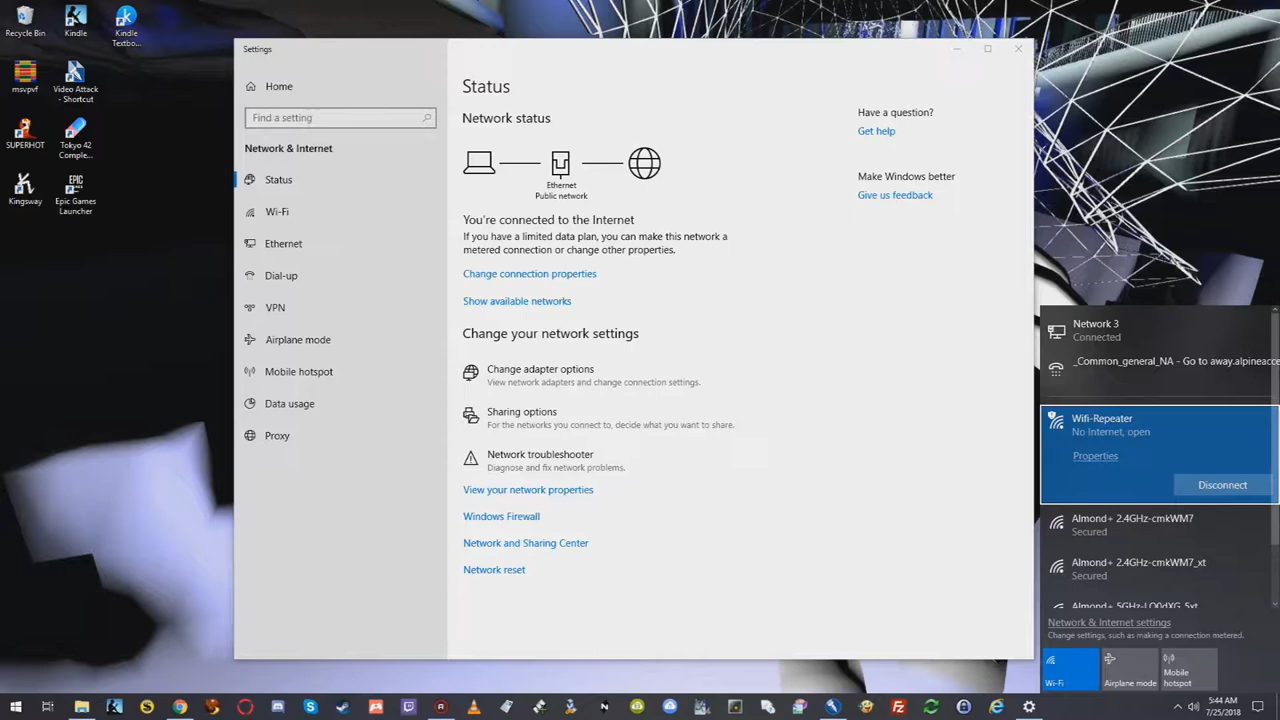 Recycle Bin
Kindle
Kindle
Textbo...
msvpvf
Video Attack
- Shortcut
SUPERHOT
Tokyo 42
Comple...
Kingsway
Epic Games
Launcher
Settings
Home
Find a setting
Network & Internet
Status
Wi-Fi
Ethernet
Dial-up
VPN
Airplane mode
Mobile hotspot
Data usage
Proxy
Status
Network status
Ethernet
Public network
You're connected to the Internet
If you have a limited data plan, you can make this network a
metered connection or change other properties.
Change connection properties
Show available networks
Change your network settings
Change adapter options
View network adapters and change connection settings.
Sharing options
For the networks you connect to, decide what you want to share.
Network troubleshooter
Diagnose and fix network problems.
View your network properties
Windows Firewall
Network and Sharing Center
Network reset
Have a question?
Get help
Make Windows better
Give us feedback
Network 3
Connected
_Common_general_NA - Go to away.alpineacce
Wifi-Repeater
No Internet, open
Properties
Disconnect
Almond+ 2.4GHz-cmkWM7
Secured
Almond+ 2.4GHz-cmkWM7_xt
Secured
Network & Internet settings
Change settings, such as making a connection metered.
Wi-Fi
Airplane mode
Mobile
hotspot
5:44 AM
7/25/2018